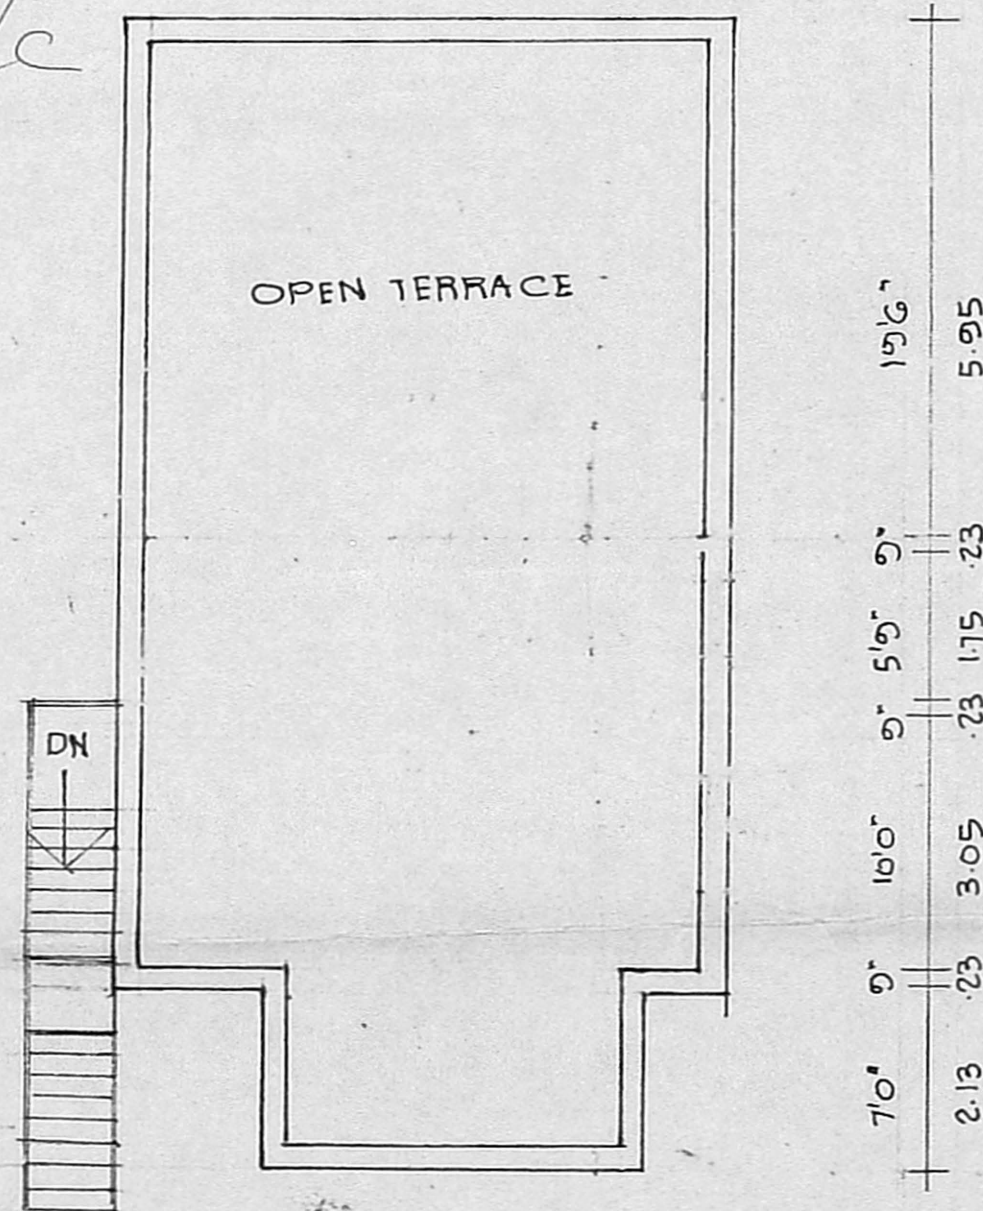 C
OPEN TERRACE
19'6" 5.95
9" .23
5'9" 1.75
9" .23
DN
10'0" 3.05
9" .23
7'0" 2.13